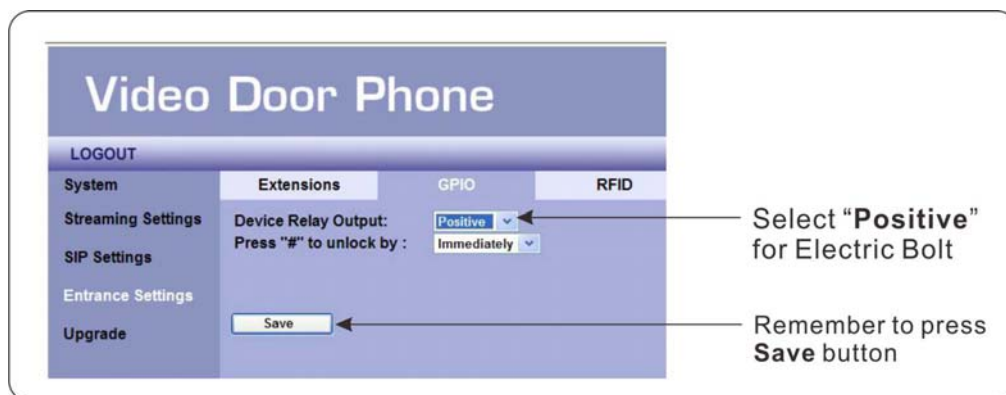 Video Door Phone
LOGOUT
System
Extensions
GPIO
RFID
Streaming Settings
Device Relay Output:
Positive
Press "#" to unlock by :
Immediately
SIP Settings
Entrance Settings
Save
Upgrade
Select “Positive”
for Electric Bolt
Remember to press
Save button